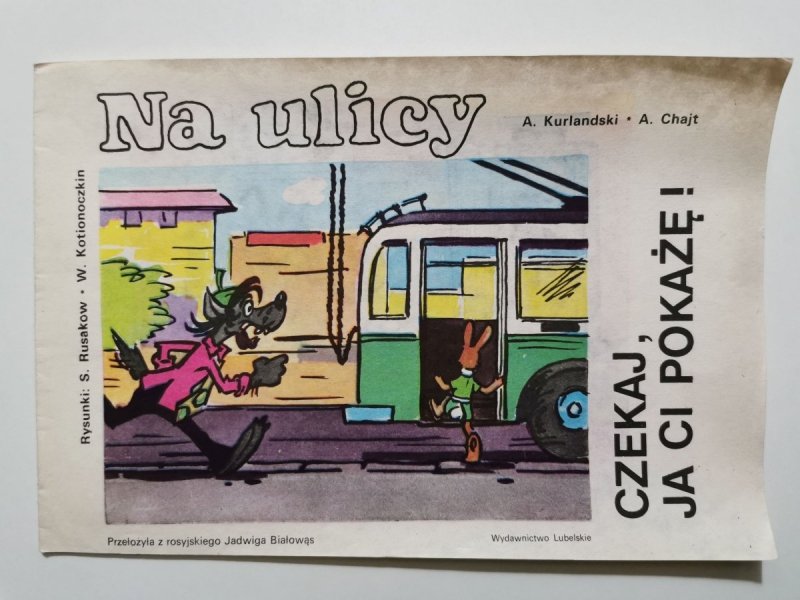 Na ulicy
A. Kurlandski • A. Chajt
Rysunki: S. Rusakow • W. Kotionoczkin
CZEKAJ,
JA CI POKAŻĘ!
Przełożyła z rosyjskiego Jadwiga Białowąs
Wydawnictwo Lubelskie